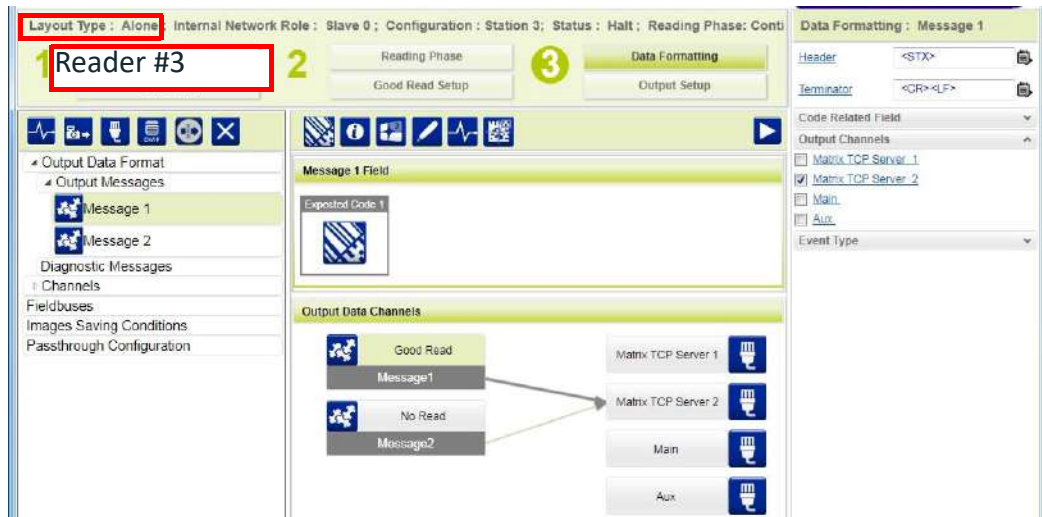 Layout Type : Alone; Internal Network Role : Slave 0 ; Configuration : Station 3; Status : Halt ; Reading Phase: Conti
1 Reader #3
2
Reading Phase
Good Read Setup
3
Data Formatting
Output Setup
Output Data Format
Output Messages
Message 1
Message 2
Diagnostic Messages
Channels
Fieldbuses
Images Saving Conditions
Passthrough Configuration
Message 1 Field
Expected Code 1
Output Data Channels
Good Read
Message1
No Read
Message2
Matrix TCP Server 1
Matrix TCP Server 2
Main
Aux
Data Formatting : Message 1
Header <STX>
Terminator <CR><LF>
Code Related Field
Output Channels
Matrix TCP Server 1
Matrix TCP Server 2
Main
Aux
Event Type